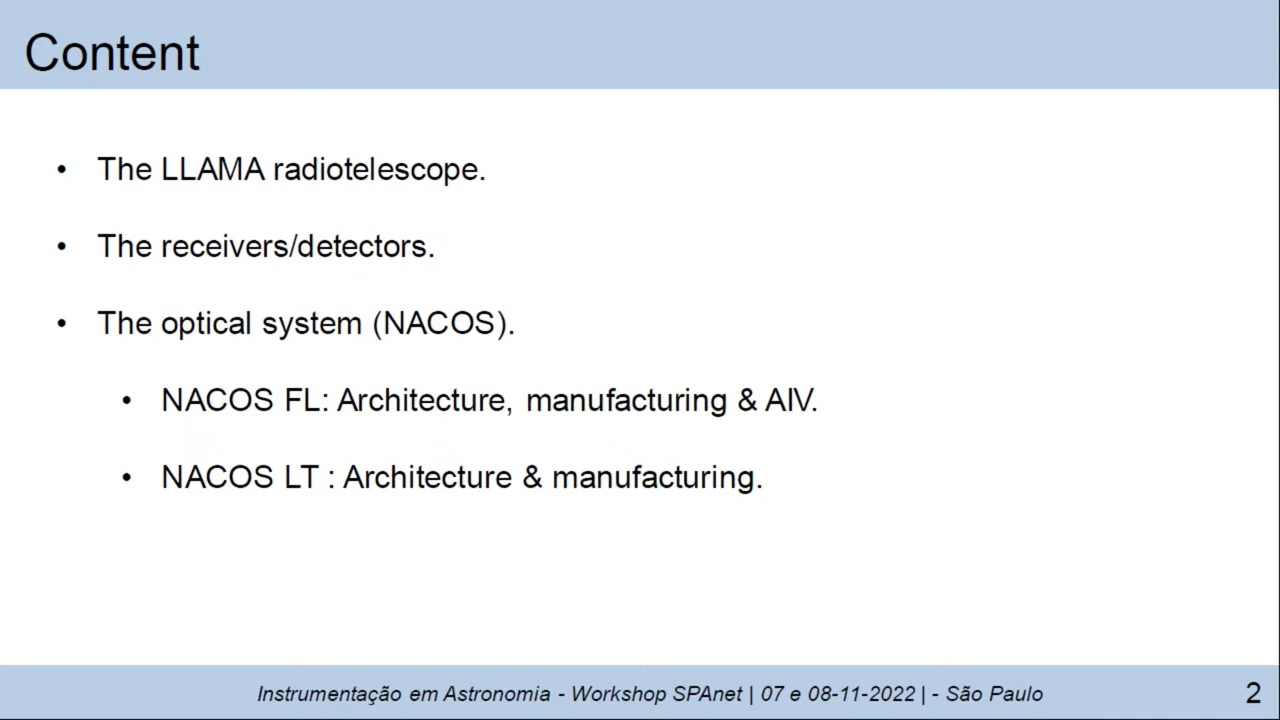 Content
• The LLAMA radiotelescope.
• The receivers/detectors.
• The optical system (NACOS).
• NACOS FL: Architecture, manufacturing & AIV.
• NACOS LT : Architecture & manufacturing.
Instrumentação em Astronomia - Workshop SPAnet | 07 e 08-11-2022 | - São Paulo
2